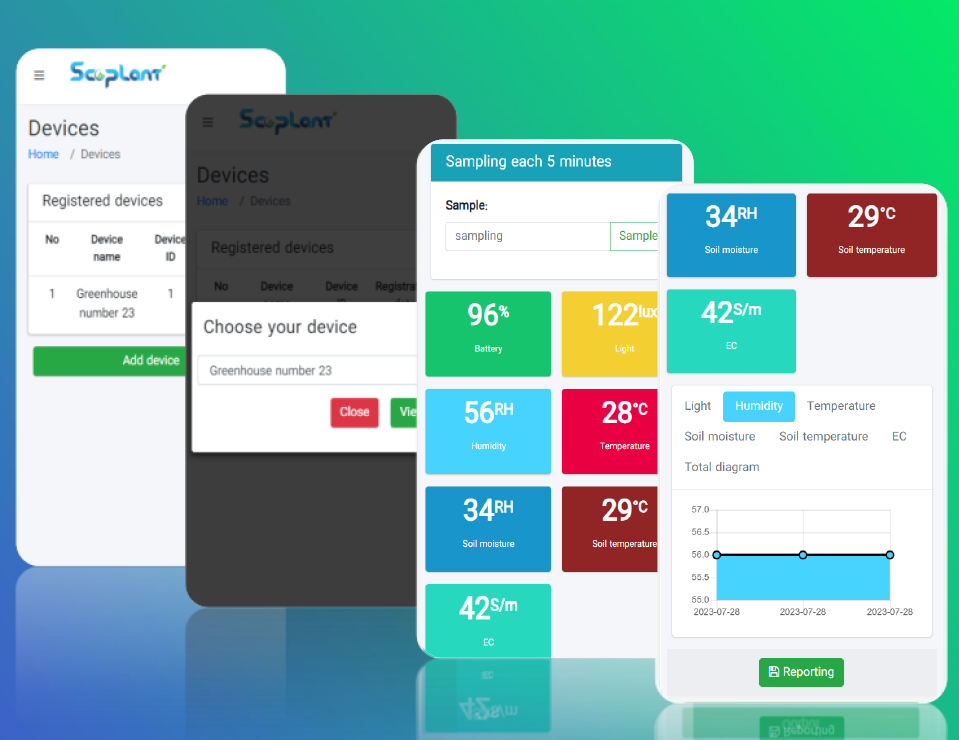 Scoplant
Devices
Home / Devices
Registered devices
No Device name Device ID
1 Greenhouse number 23 1
Add device
Scoplant
Devices
Home / Devices
Registered devices
No Device name Device
Choose your device
Greenhouse number 23
Close
Sampling each 5 minutes
Sample:
sampling
Sample
96%
Battery
122lux
Light
56RH
Humidity
28°C
Temperature
34RH
Soil moisture
29°C
Soil temperature
42S/m
EC
34RH
Soil moisture
29°C
Soil temperature
42S/m
EC
Light Humidity Temperature
Soil moisture Soil temperature EC
Total diagram
57.0
56.5
56.0
55.5
55.0
2023-07-28 2023-07-28 2023-07-28
Reporting